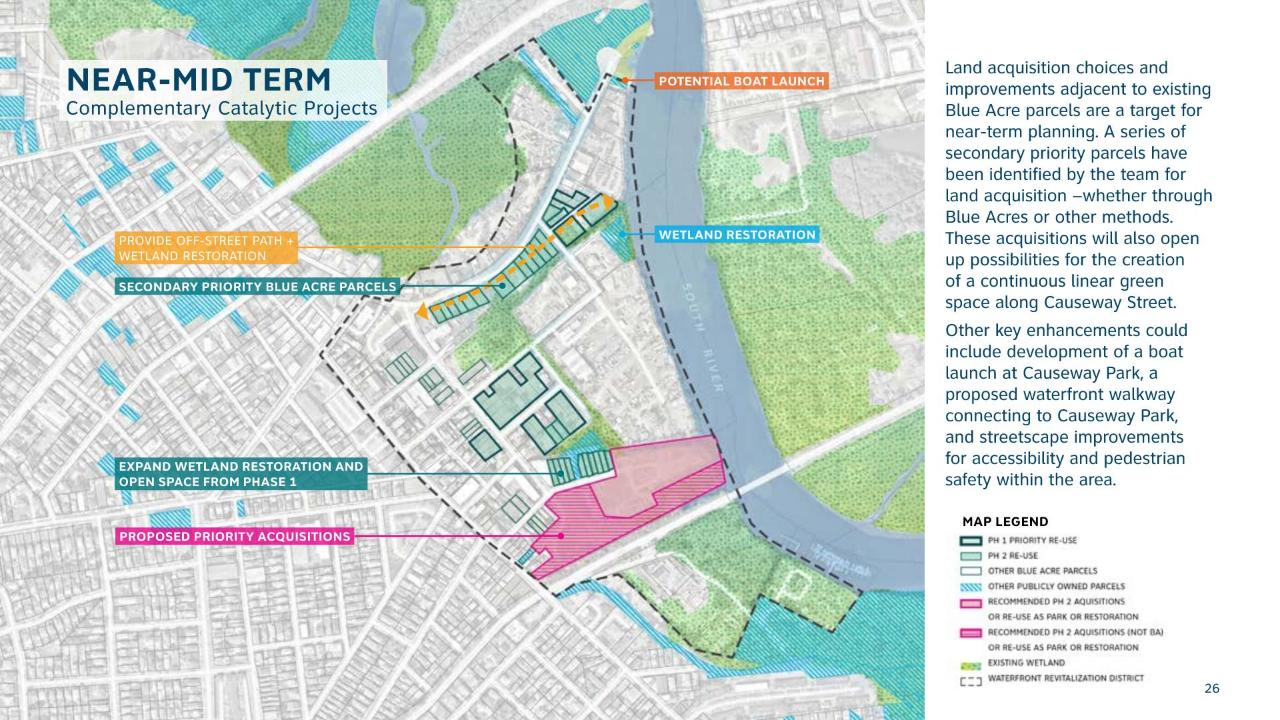 NEAR-MID TERM
Complementary Catalytic Projects
POTENTIAL BOAT LAUNCH
PROVIDE OFF-STREET PATH +
WETLAND RESTORATION
WETLAND RESTORATION
SECONDARY PRIORITY BLUE ACRE PARCELS
SOUTH RIVER
EXPAND WETLAND RESTORATION AND
OPEN SPACE FROM PHASE 1
PROPOSED PRIORITY ACQUISITIONS
Land acquisition choices and
improvements adjacent to existing
Blue Acre parcels are a target for
near-term planning. A series of
secondary priority parcels have
been identified by the team for
land acquisition –whether through
Blue Acres or other methods.
These acquisitions will also open
up possibilities for the creation
of a continuous linear green
space along Causeway Street.
Other key enhancements could
include development of a boat
launch at Causeway Park, a
proposed waterfront walkway
connecting to Causeway Park,
and streetscape improvements
for accessibility and pedestrian
safety within the area.
MAP LEGEND
PH 1 PRIORITY RE-USE
PH 2 RE-USE
OTHER BLUE ACRE PARCELS
OTHER PUBLICLY OWNED PARCELS
RECOMMENDED PH 2 AQUISITIONS
OR RE-USE AS PARK OR RESTORATION
RECOMMENDED PH 2 AQUISITIONS (NOT BA)
OR RE-USE AS PARK OR RESTORATION
EXISTING WETLAND
WATERFRONT REVITALIZATION DISTRICT
26